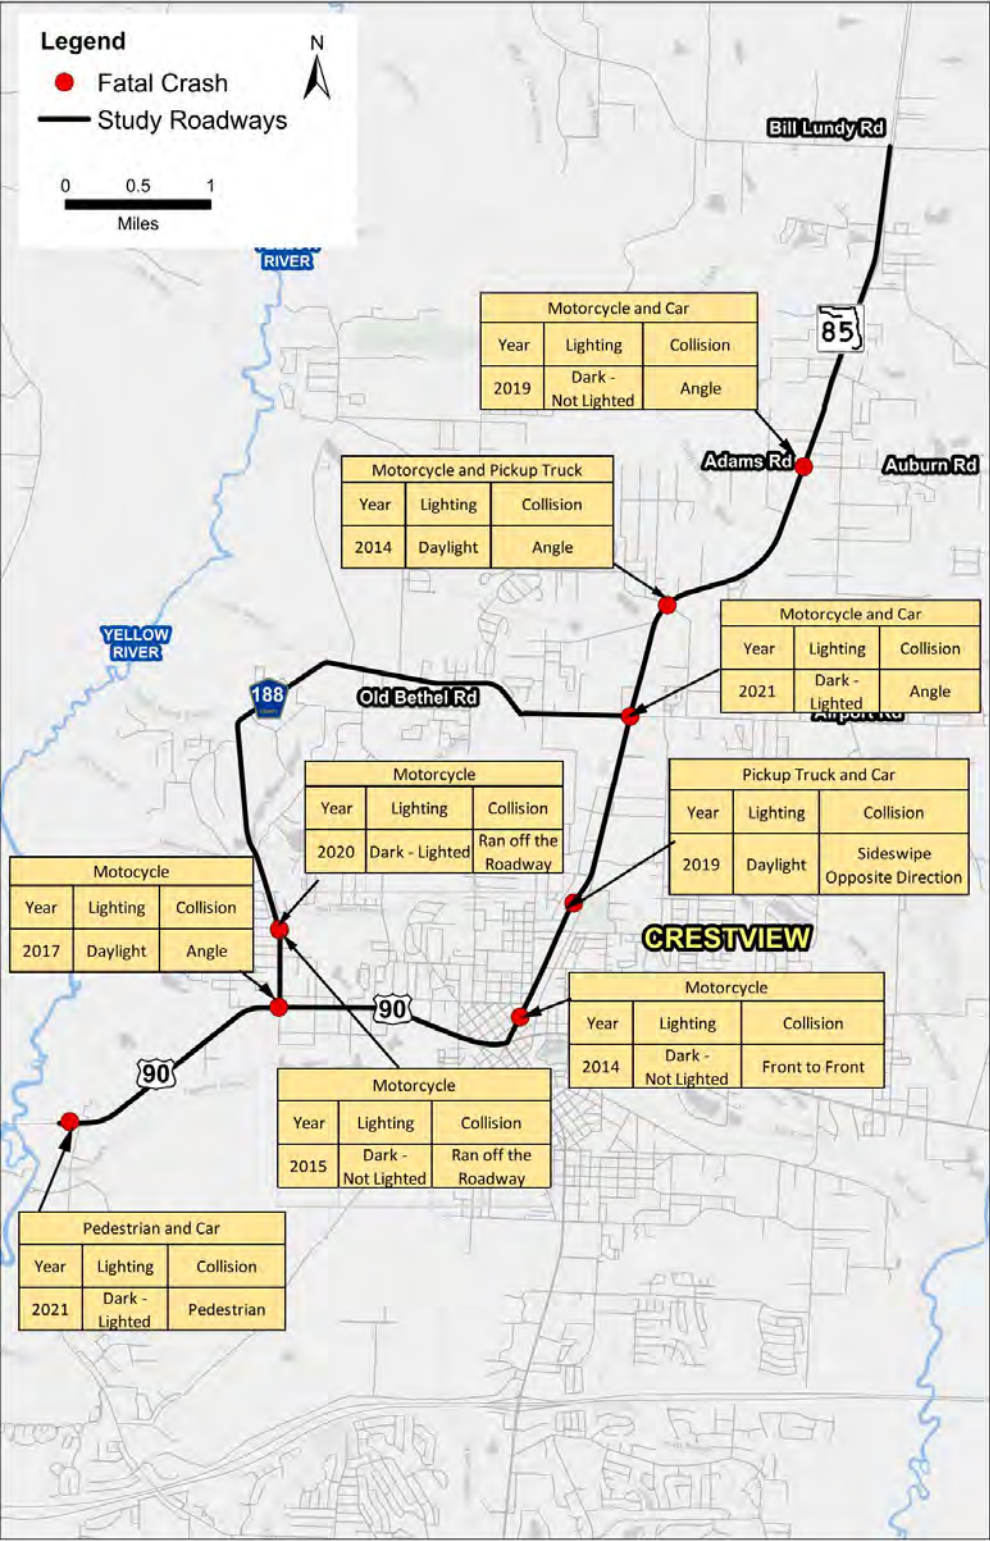 Legend
N
Fatal Crash
Study Roadways
0 0.5 1
Miles
Bill Lundy Rd
YELLOW
RIVER
85
Motorcycle and Car
Year Lighting Collision
2019 Dark - Not Lighted Angle
Adams Rd
Auburn Rd
Motorcycle and Pickup Truck
Year Lighting Collision
2014 Daylight Angle
Motorcycle and Car
Year Lighting Collision
2021 Dark - Lighted Angle
Airport Rd
YELLOW
RIVER
188
Old Bethel Rd
Motorcycle
Year Lighting Collision
2020 Dark - Lighted Ran off the Roadway
Pickup Truck and Car
Year Lighting Collision
2019 Daylight Sideswipe Opposite Direction
Motocycle
Year Lighting Collision
2017 Daylight Angle
CRESTVIEW
90
Motorcycle
Year Lighting Collision
2014 Dark - Not Lighted Front to Front
90
Motorcycle
Year Lighting Collision
2015 Dark - Not Lighted Ran off the Roadway
Pedestrian and Car
Year Lighting Collision
2021 Dark - Lighted Pedestrian